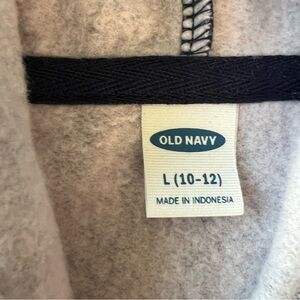 OLD NAVY
L (10-12)
MADE IN INDONESIA